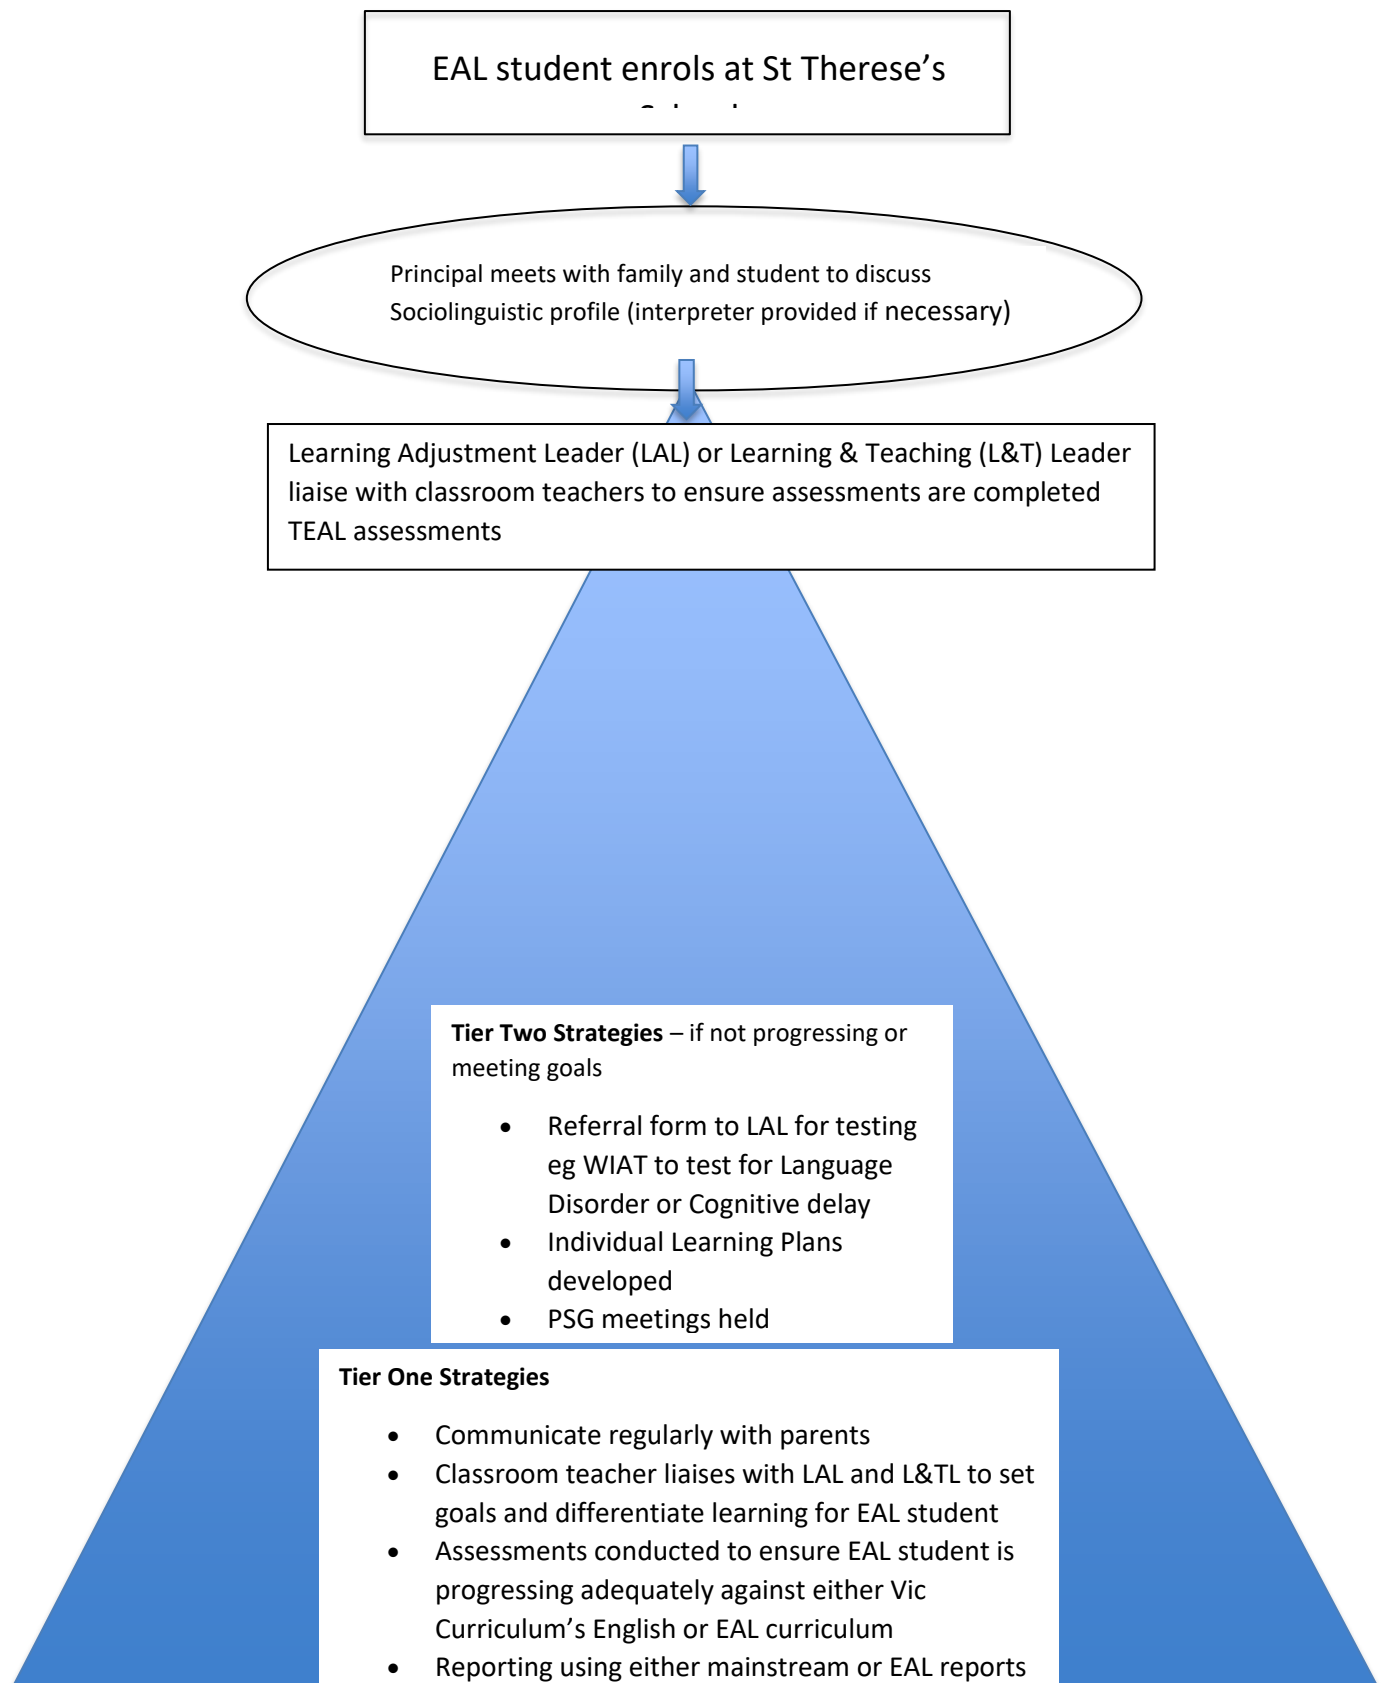 EAL student enrols at St Therese’s
Principal meets with family and student to discuss
Sociolinguistic profile (interpreter provided if necessary)
Learning Adjustment Leader (LAL) or Learning & Teaching (L&T) Leader
liaise with classroom teachers to ensure assessments are completed
TEAL assessments
Tier Two Strategies – if not progressing or
meeting goals
• Referral form to LAL for testing
eg WIAT to test for Language
Disorder or Cognitive delay
• Individual Learning Plans
developed
• PSG meetings held
Tier One Strategies
• Communicate regularly with parents
• Classroom teacher liaises with LAL and L&TL to set
goals and differentiate learning for EAL student
• Assessments conducted to ensure EAL student is
progressing adequately against either Vic
Curriculum’s English or EAL curriculum
• Reporting using either mainstream or EAL reports